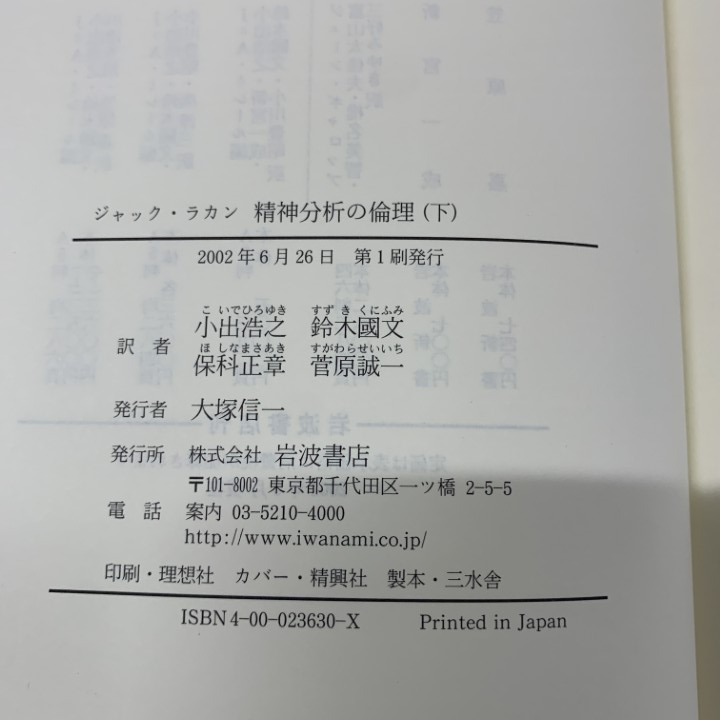 ジャック・ラカン 精神分析の倫理(下)
2002年6月26日 第1刷発行
こいでひろゆき すずきくにふみ
小出浩之 鈴木國文
訳者
ほしなまさあき すがわらせいいち
保科正章 菅原誠一
発行者 大塚信一
発行所 株式会社 岩波書店
〒101-8002 東京都千代田区一ツ橋 2-5-5
電話 案内 03-5210-4000
http://www.iwanami.co.jp/
印刷・理想社 カバー・精興社 製本・三水舎
ISBN4-00-023630-X Printed in Japan